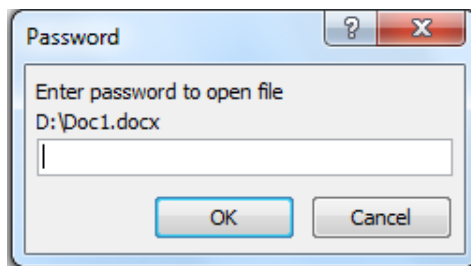 Password
?
Enter password to open file
D:\Doc1.docx
OK Cancel